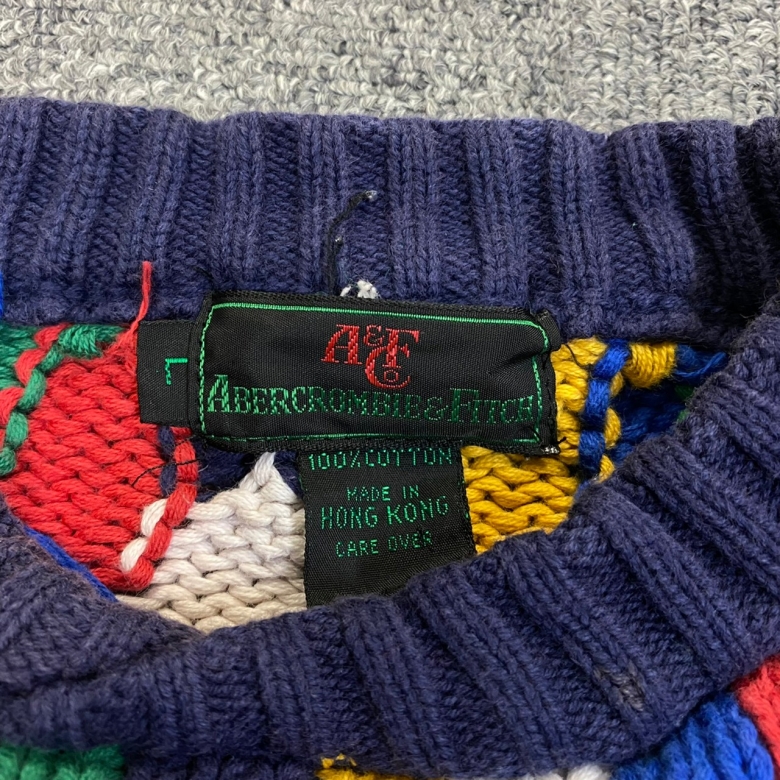 A&F
Co
ABERCROMBIE & FITCH
L
100% COTTON
MADE IN
HONG KONG
CARE OVER